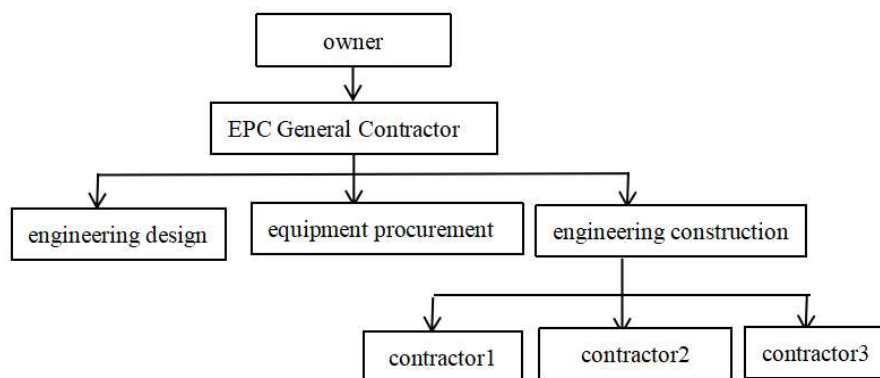 owner
EPC General Contractor
engineering design
equipment procurement
engineering construction
contractor1
contractor2
contractor3